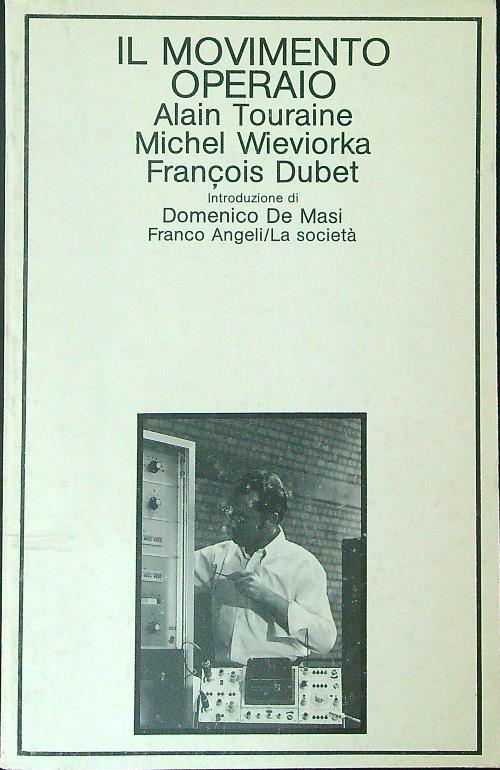 IL MOVIMENTO
OPERAIO
Alain Touraine
Michel Wieviorka
François Dubet
Introduzione di
Domenico De Masi
Franco Angeli/La società